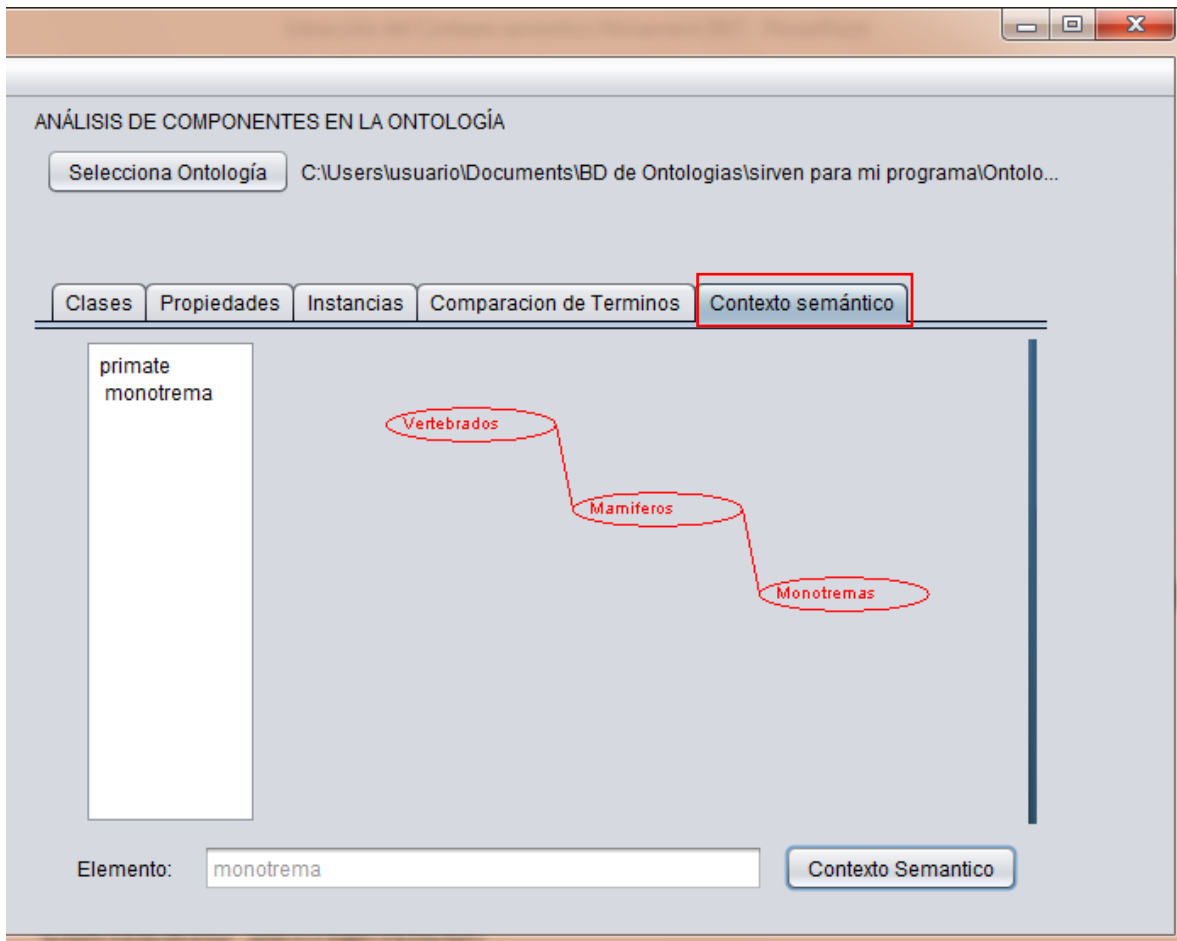 ANÁLISIS DE COMPONENTES EN LA ONTOLOGÍA
Selecciona Ontología C:\Users\usuario\Documents\BD de Ontologias\sirven para mi programa\Ontolo...
Clases Propiedades Instancias Comparacion de Terminos Contexto semántico
primate
monotrema
Vertebrados
Mamiferos
Monotremas
Elemento: monotrema Contexto Semantico